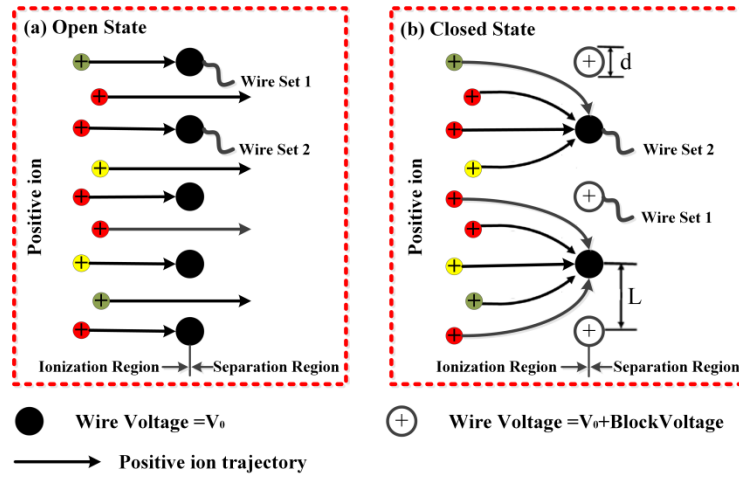 (a) Open State
Wire Set 1
Wire Set 2
Positive ion
Ionization Region
Separation Region
(b) Closed State
d
Wire Set 2
Wire Set 1
L
Positive ion
Ionization Region
Separation Region
Wire Voltage =V₀
Wire Voltage =V₀+BlockVoltage
Positive ion trajectory